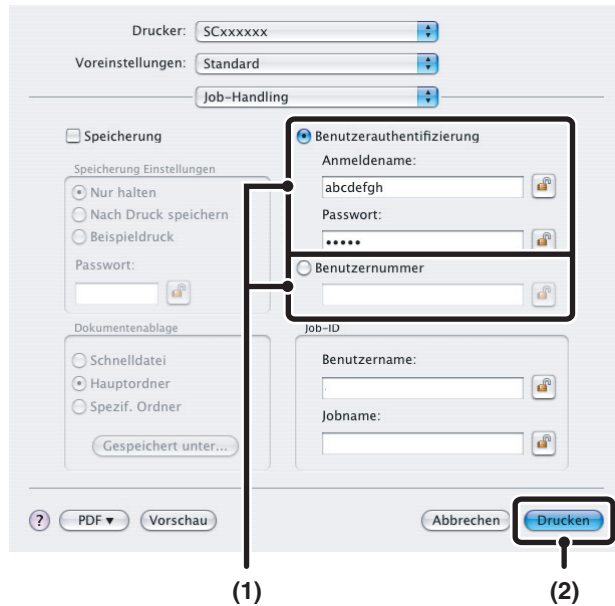 Drucker: SCxxxxxx
Voreinstellungen: Standard
Job-Handling
Speicherung
Speicherung Einstellungen
Nur halten
Nach Druck speichern
Beispieldruck
Passwort:
Benutzerauthentifizierung
Anmeldename:
abcdefgh
Passwort:
•••••
Benutzernummer
Dokumentenablage
Schnelldatei
Hauptordner
Spezif. Ordner
Gespeichert unter...
Job-ID
Benutzername:
Jobname:
? PDF ▼ Vorschau Abbrechen Drucken
(1) (2)